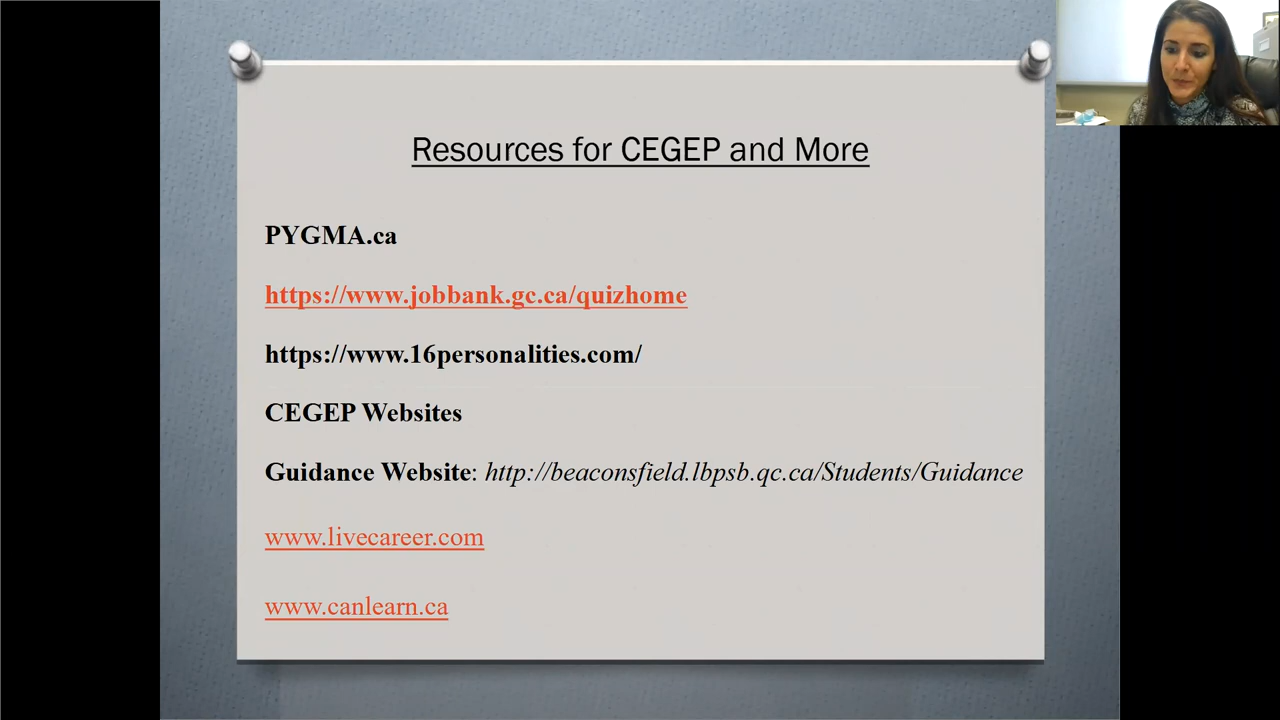 Resources for CEGEP and More
PYGMA.ca
https://www.jobbank.gc.ca/quizhome
https://www.16personalities.com/
CEGEP Websites
Guidance Website: http://beaconsfield.lbpsb.qc.ca/Students/Guidance
www.livecareer.com
www.canlearn.ca